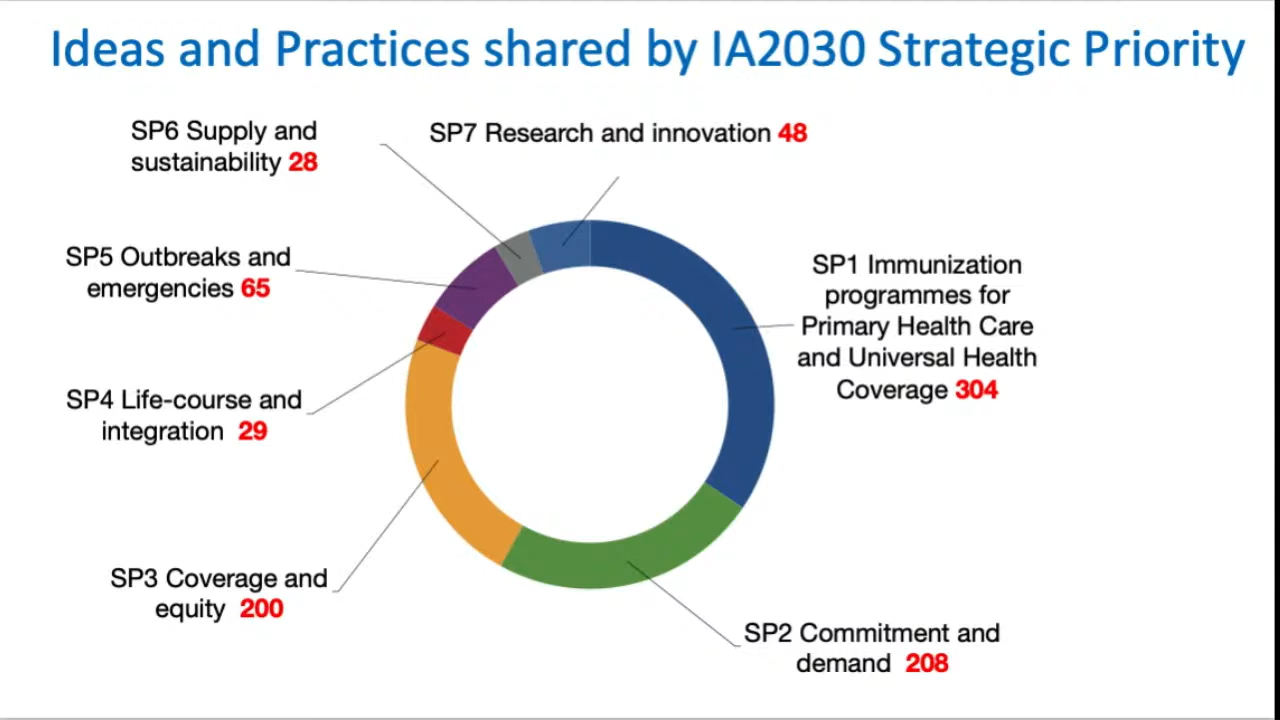 Ideas and Practices shared by IA2030 Strategic Priority
SP6 Supply and
sustainability 28
SP7 Research and innovation 48
SP5 Outbreaks and
emergencies 65
SP1 Immunization
programmes for
Primary Health Care
and Universal Health
Coverage 304
SP4 Life-course and
integration 29
SP3 Coverage and
equity 200
SP2 Commitment and
demand 208